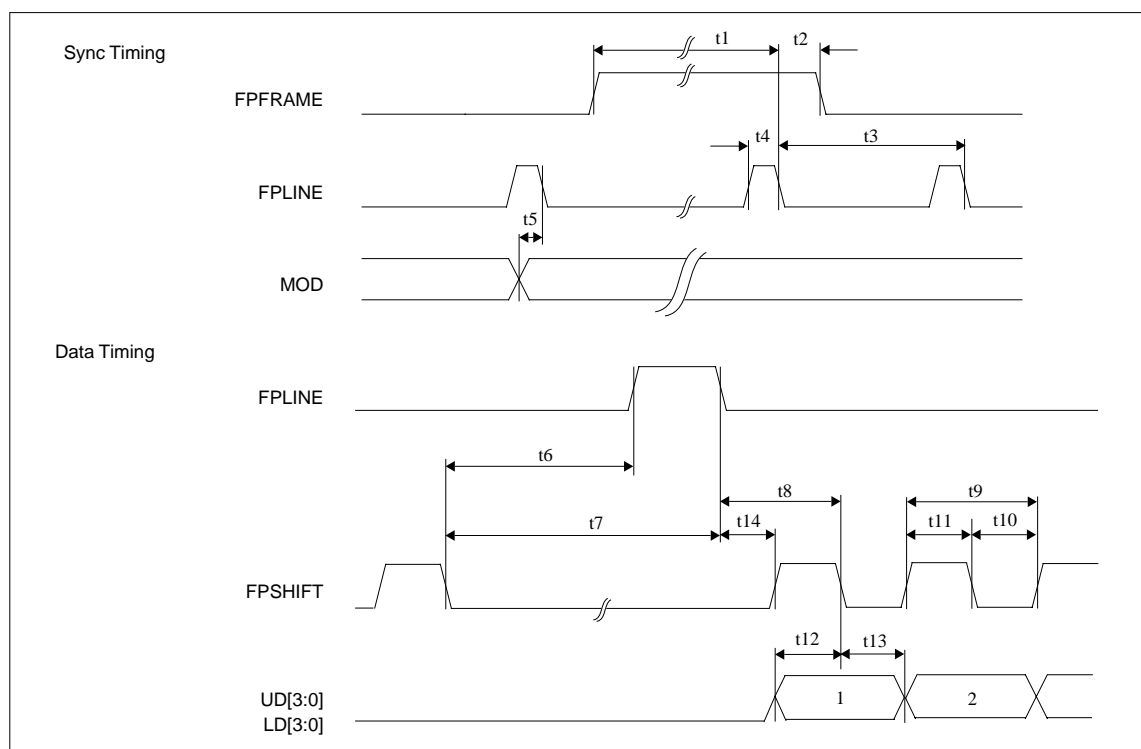 Sync Timing
t1
t2
FPFRAME
t4
t3
FPLINE
t5
MOD
Data Timing
FPLINE
t6
t8
t9
t7
t14
t11
t10
FPSHIFT
t12
t13
UD[3:0]
LD[3:0]
1
2